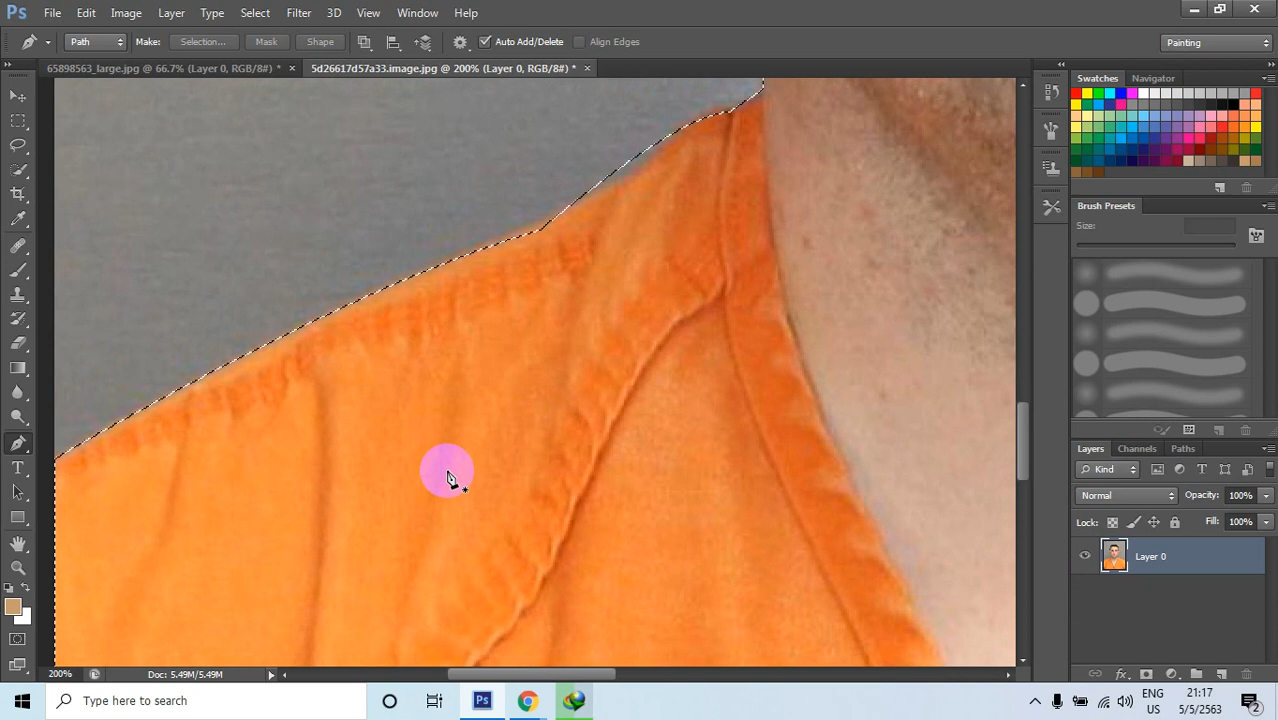 Ps File Edit Image Layer Type Select Filter 3D View Window Help
Path Make: Selection... Mask Shape Auto Add/Delete Align Edges Painting
65898563_large.jpg @ 66.7% (Layer 0, RGB/8#) * × 5d26617d57a33.image.jpg @ 200% (Layer 0, RGB/8#) * ×
Swatches Navigator
Brush Presets
Size:
Layers Channels Paths
Kind
Normal Opacity: 100%
Lock: Fill: 100%
Layer 0
200% Doc: 5.49M/5.49M
Type here to search
Ps
ENG
US
21:17
5/5/2563
2